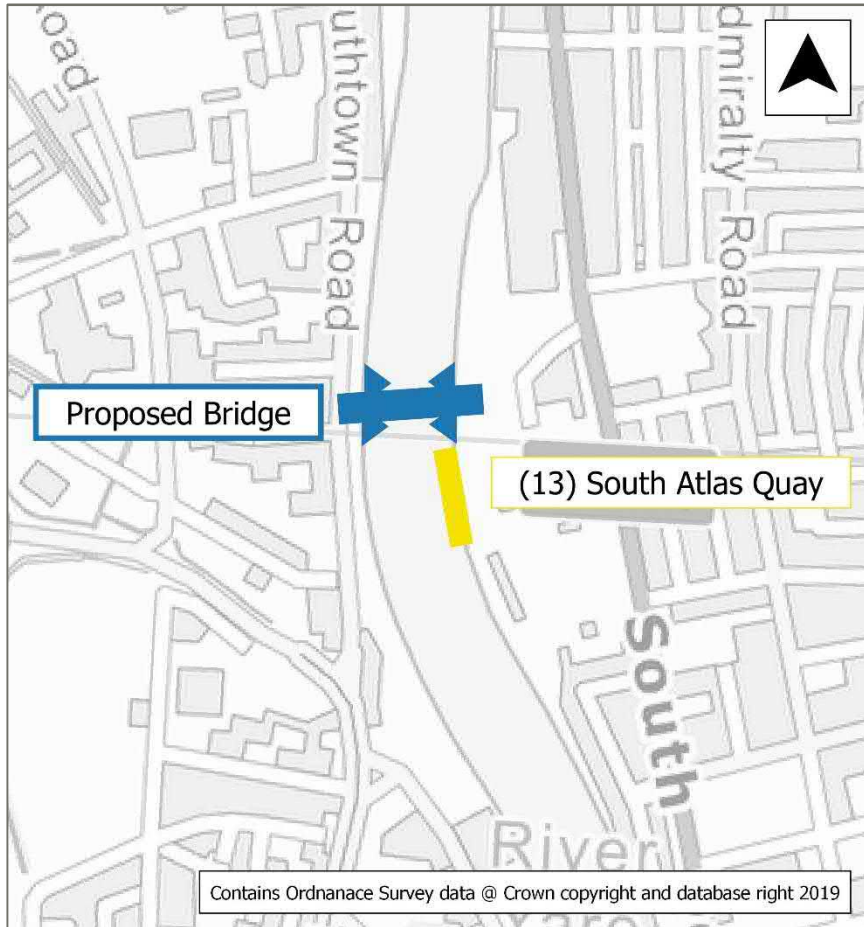 Road
uthtown
Road
dmiralty
Road
Proposed Bridge
(13) South Atlas Quay
South
River
Contains Ordnanace Survey data @ Crown copyright and database right 2019